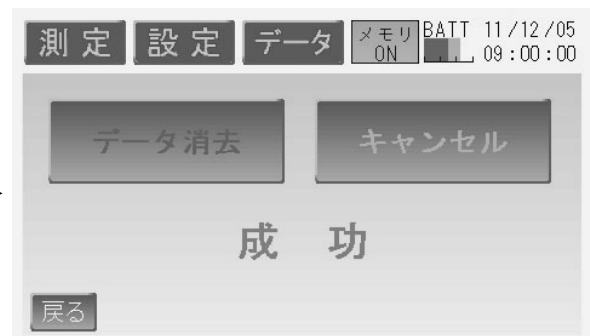 測定 設定 データ メモリ ON BATT 11/12/05 09:00:00
データ消去 キャンセル
成功
戻る